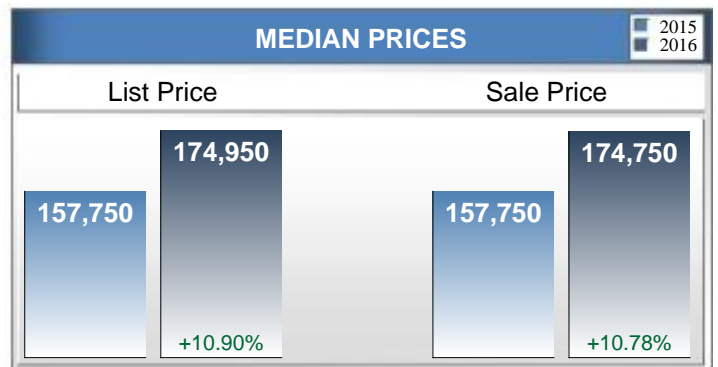 MEDIAN PRICES
2015
2016
List Price
Sale Price
157,750
174,950
+10.90%
157,750
174,750
+10.78%